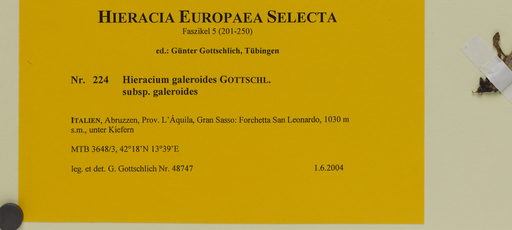 HIERACIA EUROPAEA SELECTA
Faszikel 5 (201-250)
ed.: Günter Gottschlich, Tübingen
Nr. 224 Hieracium galeroides GOTTSCHL.
subsp. galeroides
ITALIEN, Abruzzen, Prov. L'Áquila, Gran Sasso: Forchetta San Leonardo, 1030 m
s.m., unter Kiefern
MTB 3648/3, 42°18'N 13°39'E
leg. et det. G. Gottschlich Nr. 48747 1.6.2004